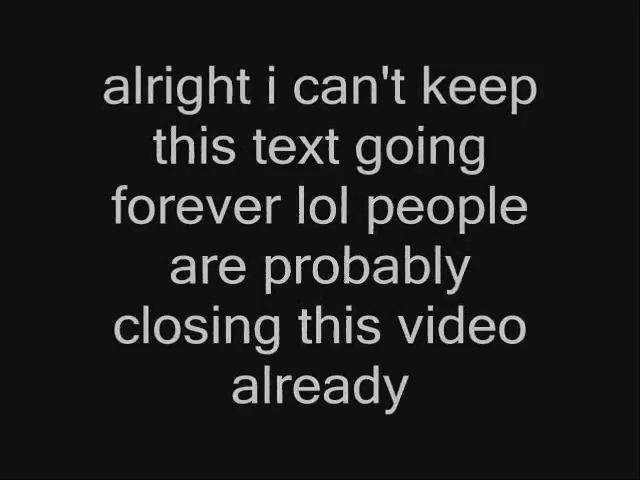 alright i can't keep
this text going
forever lol people
are probably
closing this video
already